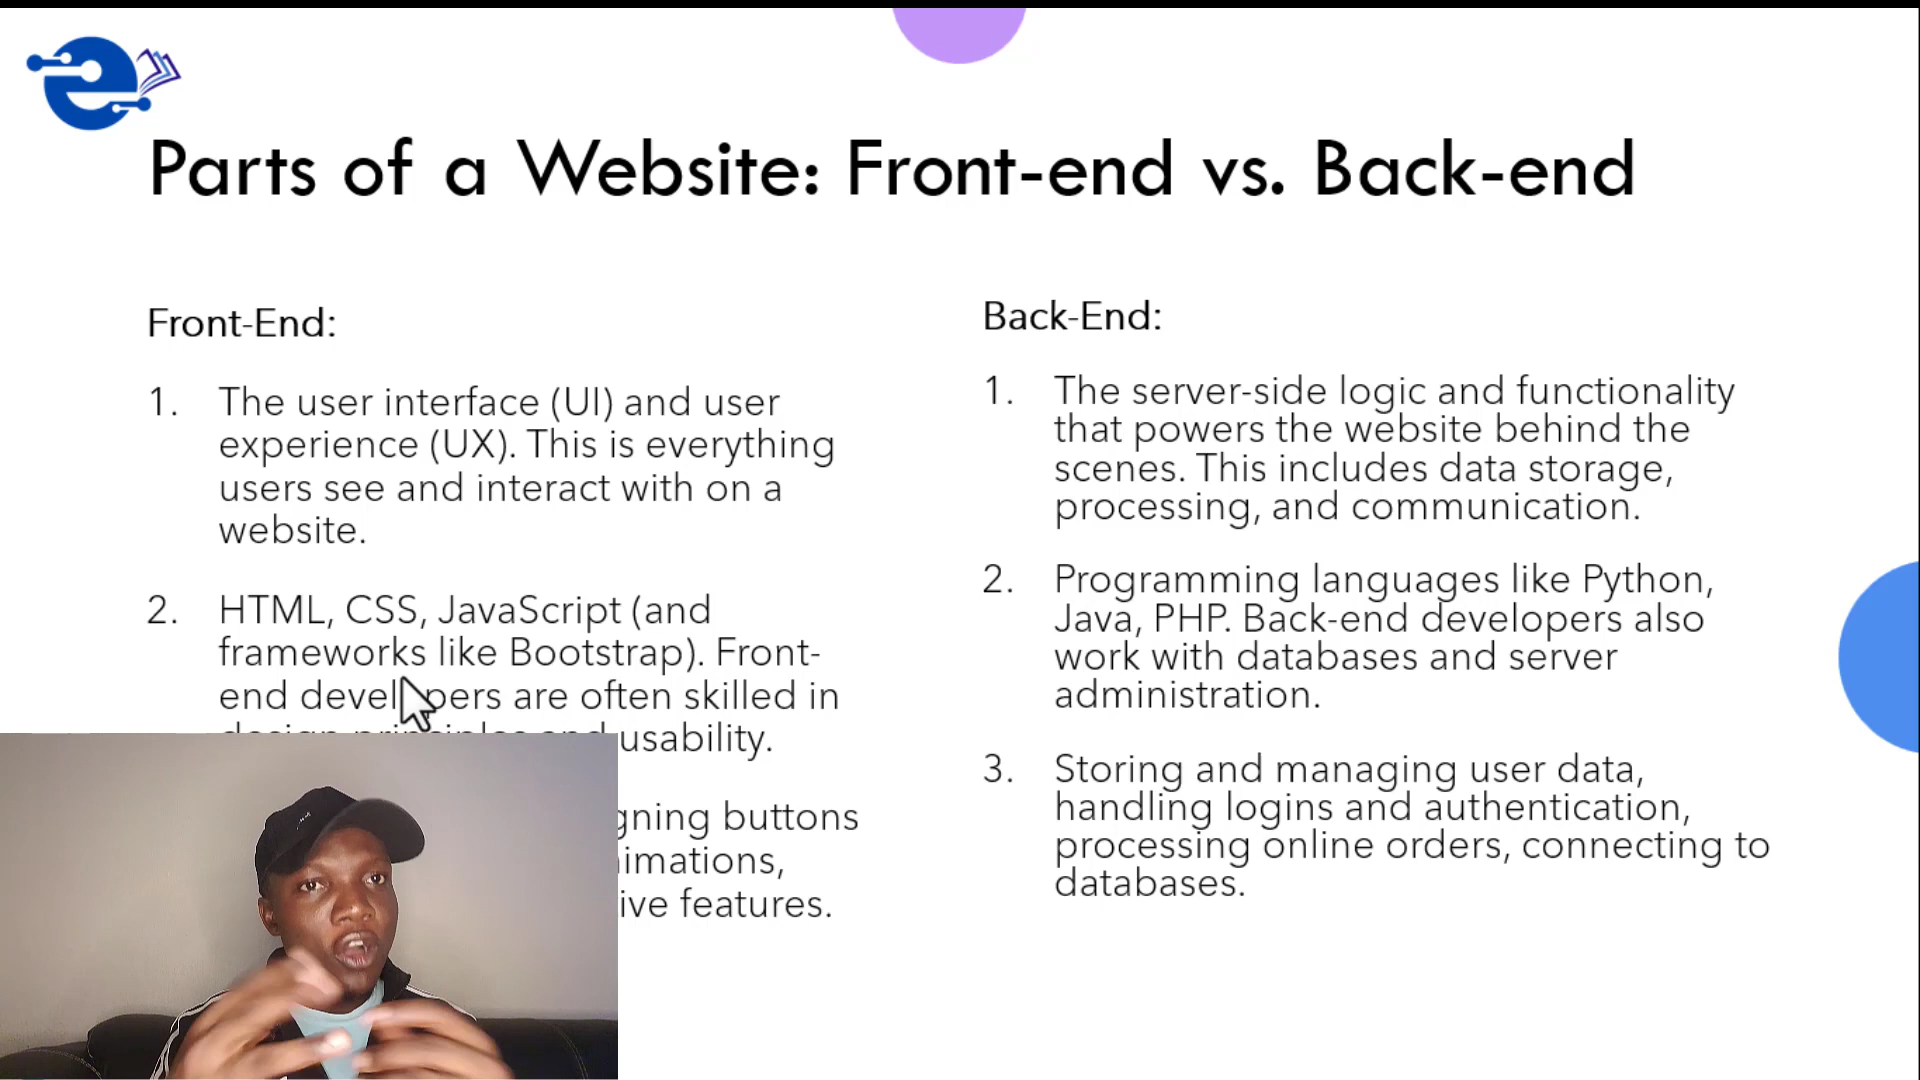 Parts of a Website: Front-end vs. Back-end
Front-End:
1. The user interface (UI) and user
experience (UX). This is everything
users see and interact with on a
website.
2. HTML, CSS, JavaScript (and
frameworks like Bootstrap). Front-
end developers are often skilled in
design principles and usability.
buttons
features.
Back-End:
1. The server-side logic and functionality
that powers the website behind the
scenes. This includes data storage,
processing, and communication.
2. Programming languages like Python,
Java, PHP. Back-end developers also
work with databases and server
administration.
3. Storing and managing user data,
handling logins and authentication,
processing online orders, connecting to
databases.